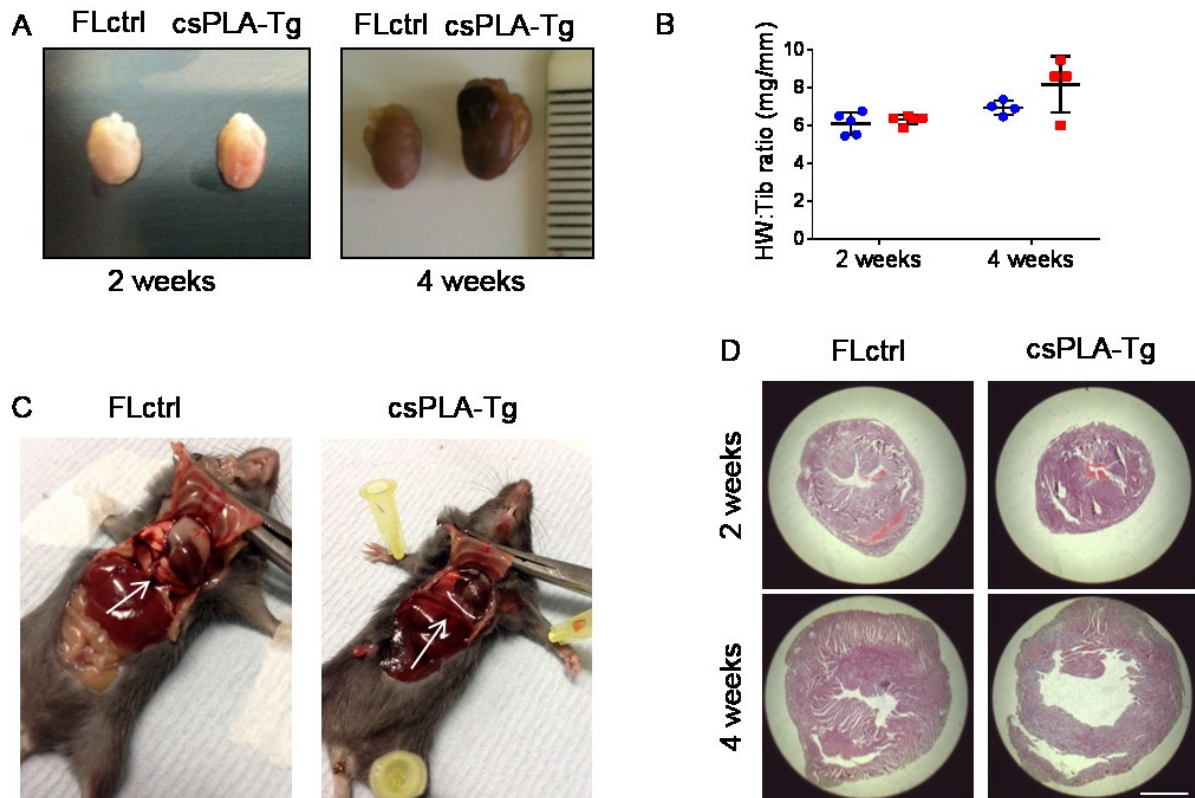 A
FLctrl csPLA-Tg
FLctrl csPLA-Tg
2 weeks
4 weeks
B
HW:Tib ratio (mg/mm)
10
8
6
4
2
0
2 weeks
4 weeks
C
FLctrl
csPLA-Tg
D
FLctrl
csPLA-Tg
2 weeks
4 weeks